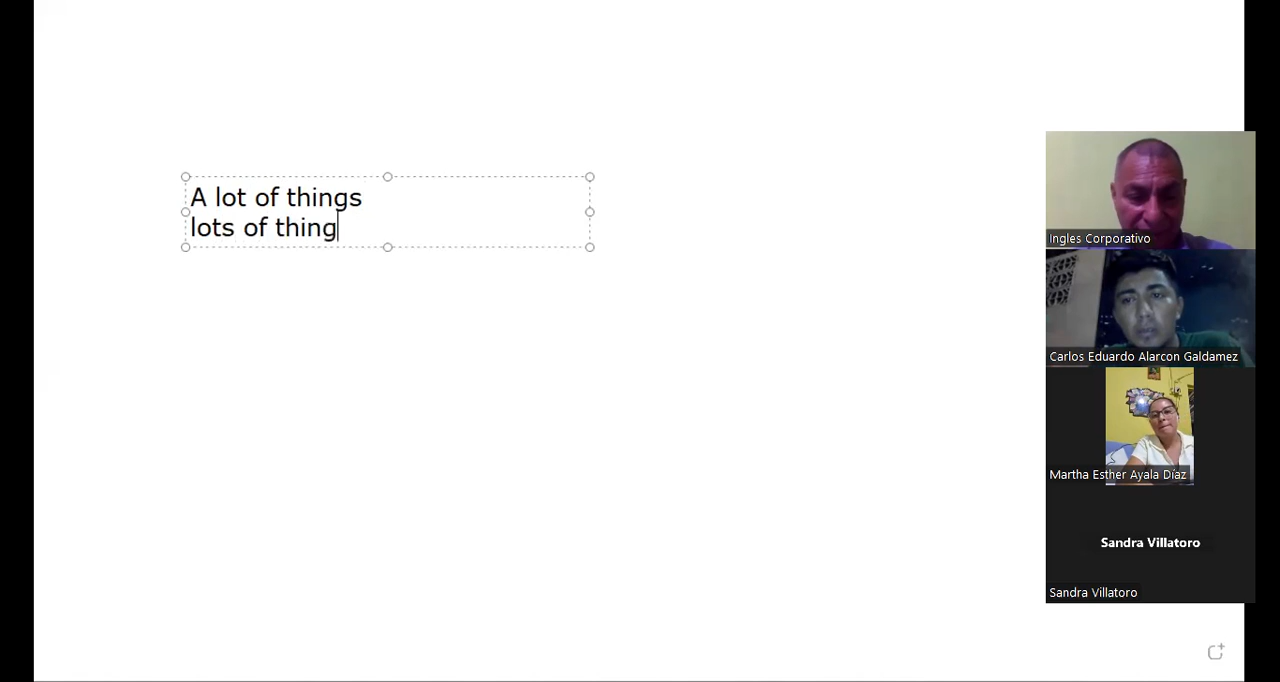 A lot of things
lots of thing
Ingles Corporativo
Carlos Eduardo Alarcon Galdamez
Martha Esther Ayala Díaz
Sandra Villatoro
Sandra Villatoro